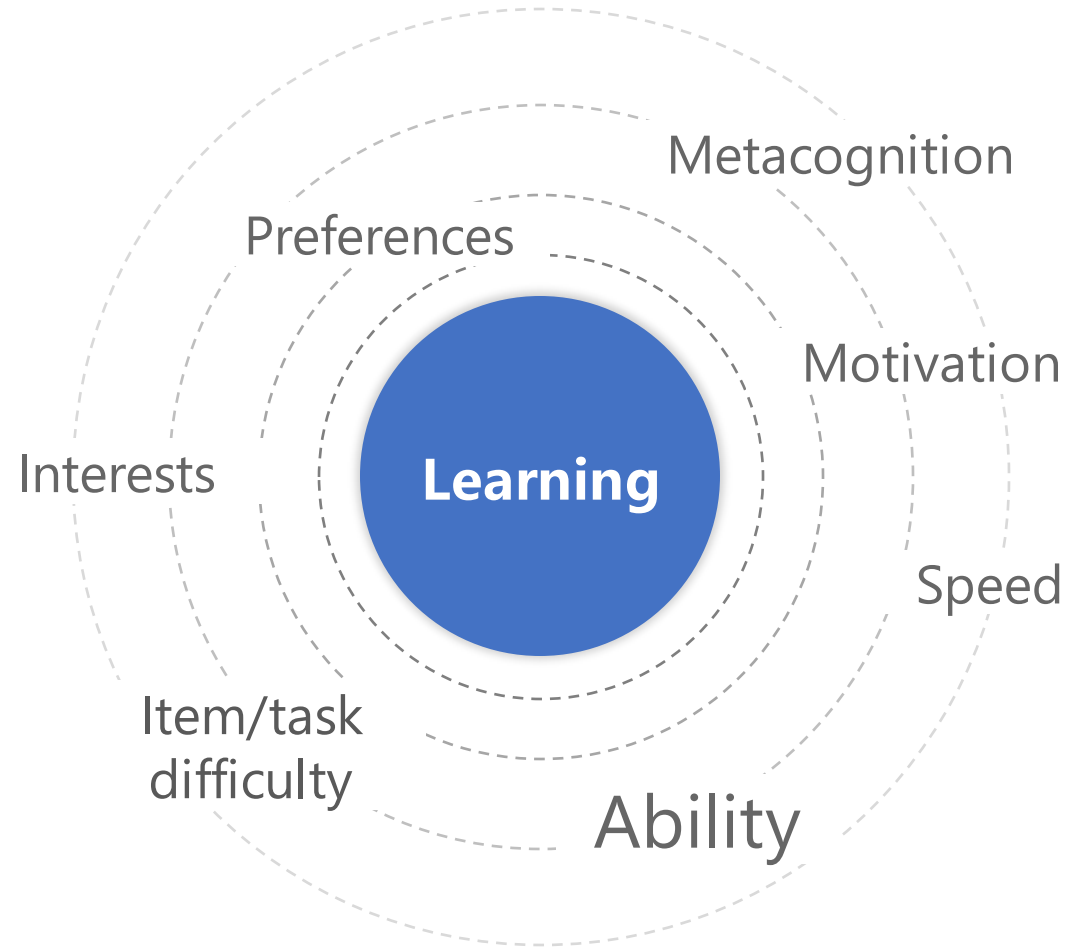 Metacognition
Preferences
Motivation
Learning
Interests
Speed
Item/task
difficulty
Ability